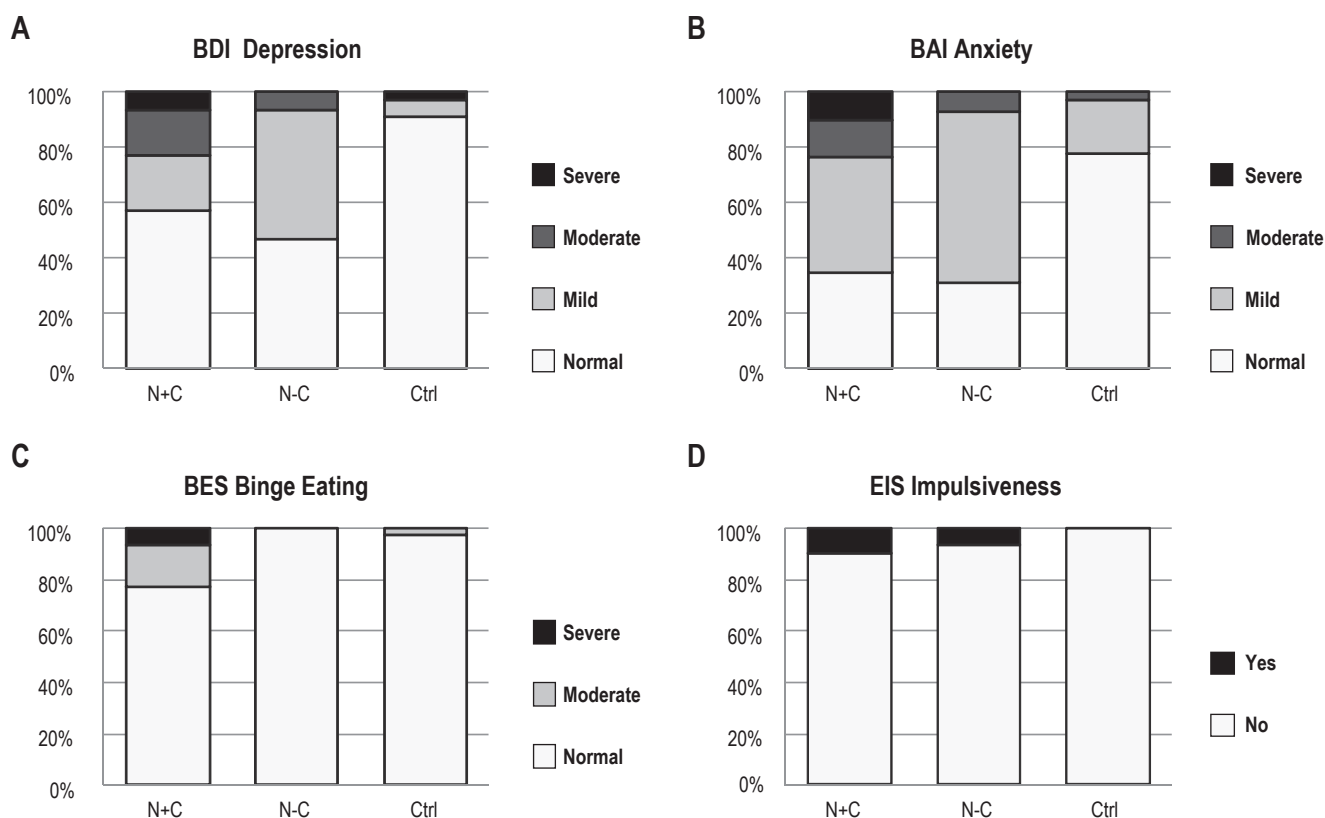 A
BDI Depression
100%
80%
60%
40%
20%
0%
N+C N-C Ctrl
Severe
Moderate
Mild
Normal
B
BAI Anxiety
100%
80%
60%
40%
20%
0%
N+C N-C Ctrl
Severe
Moderate
Mild
Normal
C
BES Binge Eating
100%
80%
60%
40%
20%
0%
N+C N-C Ctrl
Severe
Moderate
Normal
D
EIS Impulsiveness
100%
80%
60%
40%
20%
0%
N+C N-C Ctrl
Yes
No